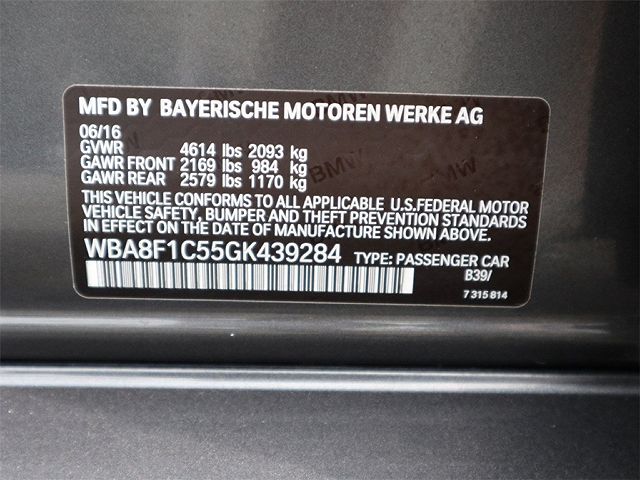 MFD BY BAYERISCHE MOTOREN WERKE AG
06/16
GVWR 4614 lbs 2093 kg
GAWR FRONT 2169 lbs 984 kg
GAWR REAR 2579 lbs 1170 kg
THIS VEHICLE CONFORMS TO ALL APPLICABLE U.S.FEDERAL MOTOR
VEHICLE SAFETY, BUMPER AND THEFT PREVENTION STANDARDS
IN EFFECT ON THE DATE OF MANUFACTURE SHOWN ABOVE.
WBA8F1C55GK439284 TYPE: PASSENGER CAR
B39/
7 315 814
BMW